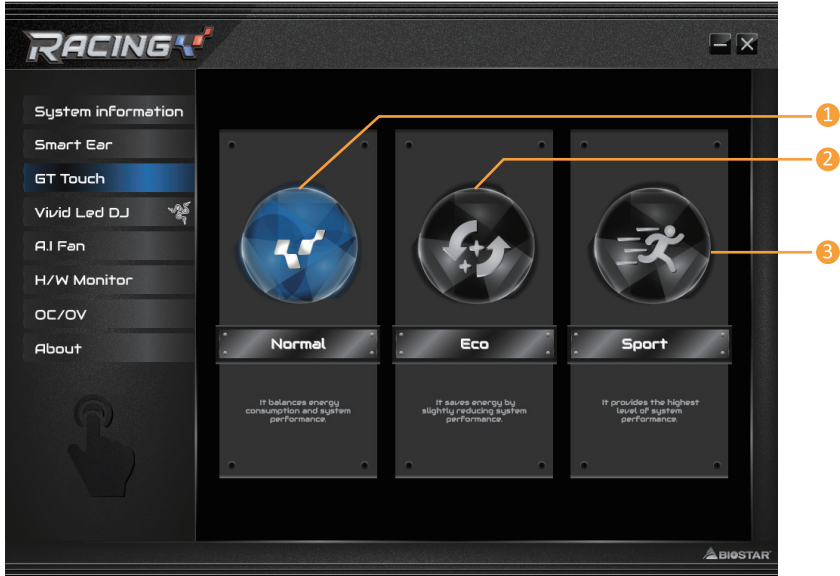 RACING
System information
Smart Ear
GT Touch
Vivid Led DJ
A.I Fan
H/W Monitor
OC/OV
About
Normal
It balances energy
consumption and system
performance.
Eco
It saves energy by
slightly reducing system
performance.
Sport
It provides the highest
level of system
performance.
1
2
3
BIOSTAR